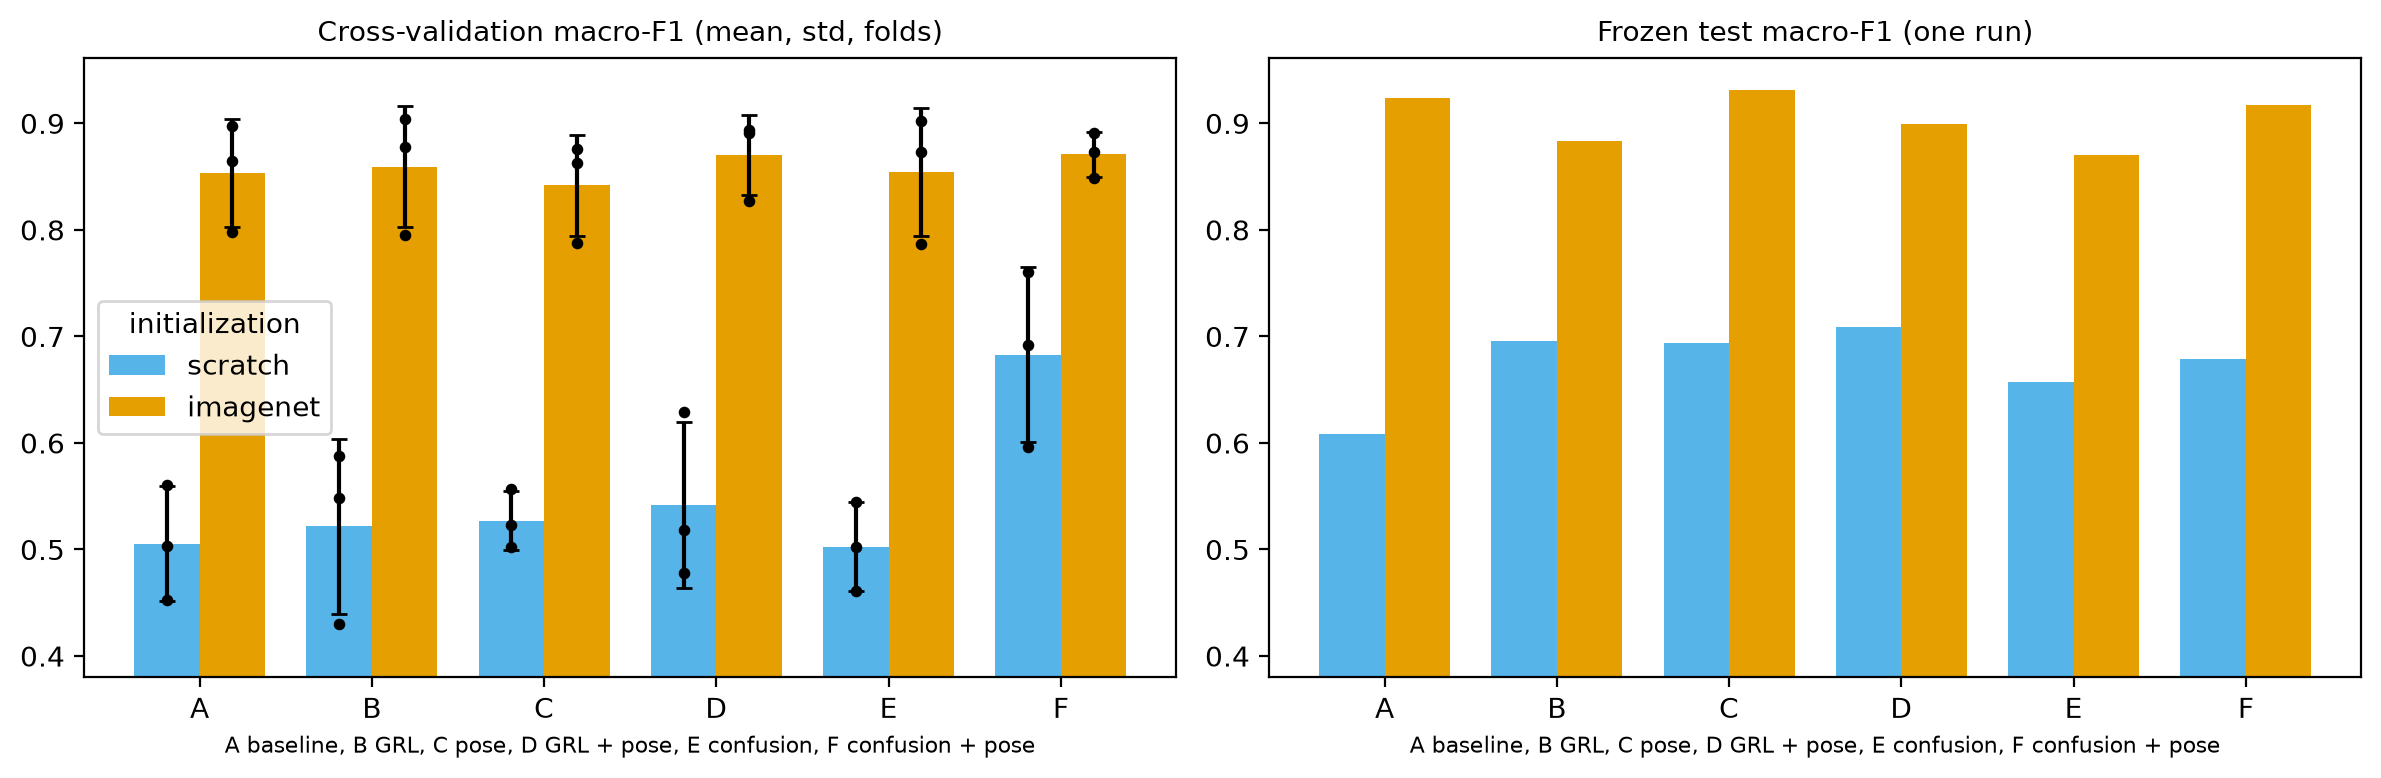 Cross-validation macro-F1 (mean, std, folds)
0.9
0.8
0.7
0.6
0.5
0.4
initialization
scratch
imagenet
A B C D E F
A baseline, B GRL, C pose, D GRL + pose, E confusion, F confusion + pose
Frozen test macro-F1 (one run)
0.9
0.8
0.7
0.6
0.5
0.4
A B C D E F
A baseline, B GRL, C pose, D GRL + pose, E confusion, F confusion + pose